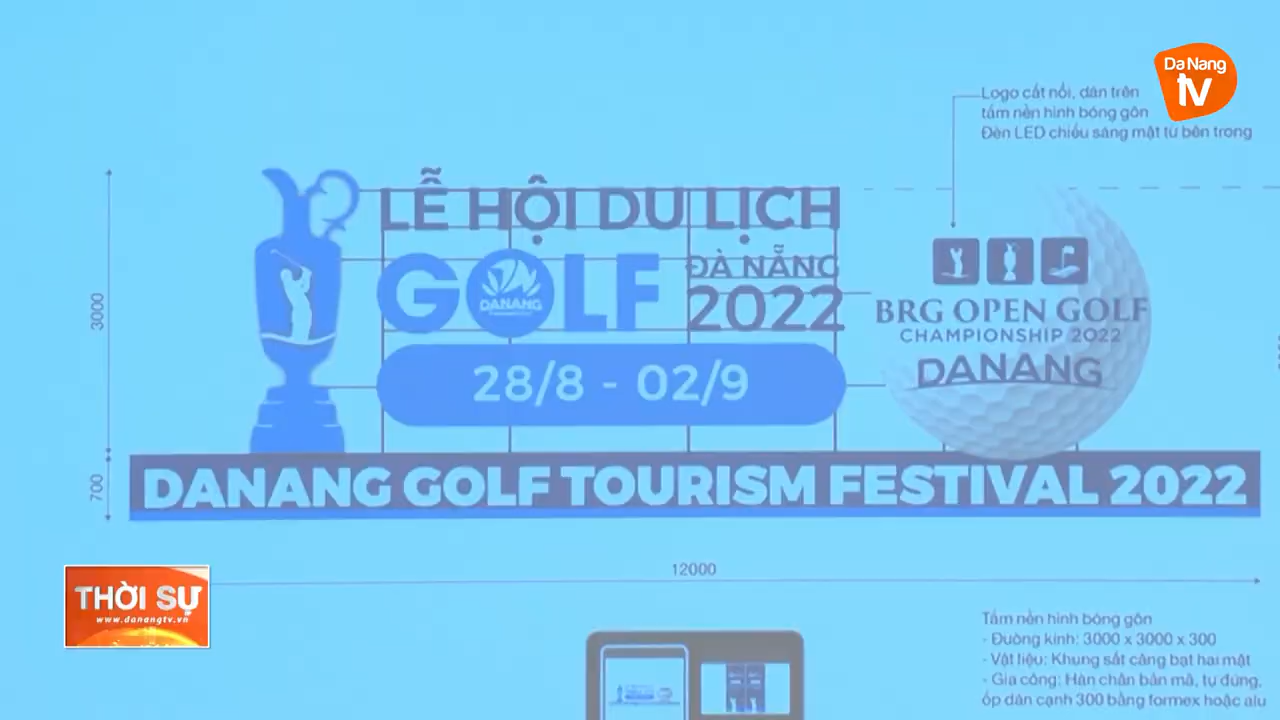 Da Nang
tv
Logo cắt nổi, dán trên
tấm nền hình bóng gôn
Đèn LED chiếu sáng mặt từ bên trong
LỄ HỘI DU LỊCH
GOLF
DANANG
ĐÀ NẴNG
2022
28/8 - 02/9
BRG OPEN GOLF
CHAMPIONSHIP 2022
DANANG
3000
700
DANANG GOLF TOURISM FESTIVAL 2022
12000
THỜI SỰ
www.danangtv.vn
Tấm nền hình bóng gôn
- Đường kính: 3000 x 3000 x 300
- Vật liệu: Khung sắt căng bạt hai mặt
- Gia công: Hàn chân bản mã, tự đứng,
ốp dán cạnh 300 bằng formex hoặc alu